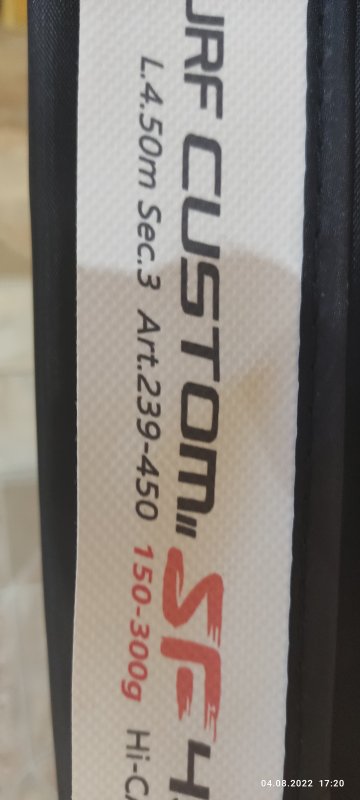 URF CUSTOM" SF 4
L.4.50m Sec.3 Art.239-450 150-300g Hi-C
04.08.2022 17:20